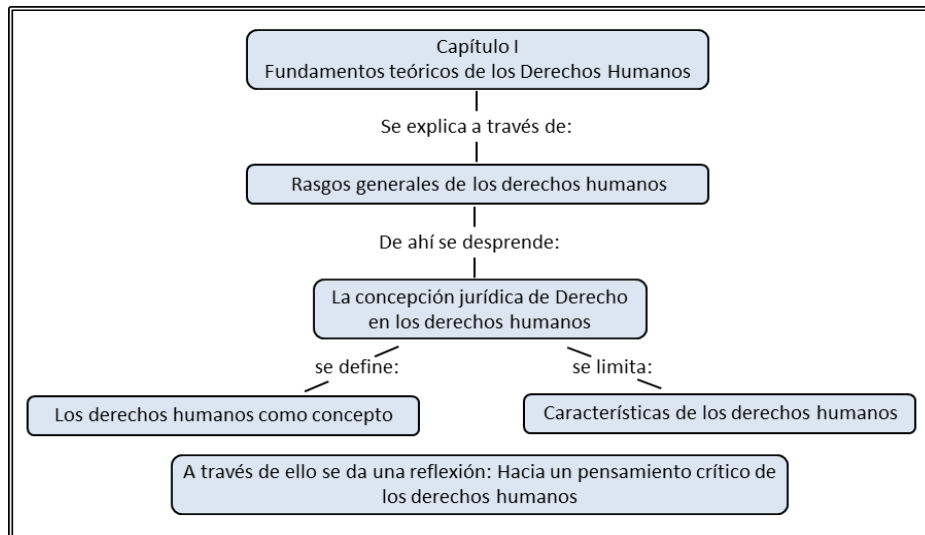 Capítulo I
Fundamentos teóricos de los Derechos Humanos
Se explica a través de:
Rasgos generales de los derechos humanos
De ahí se desprende:
La concepción jurídica de Derecho
en los derechos humanos
se define:
se limita:
Los derechos humanos como concepto
Características de los derechos humanos
A través de ello se da una reflexión: Hacia un pensamiento crítico de
los derechos humanos